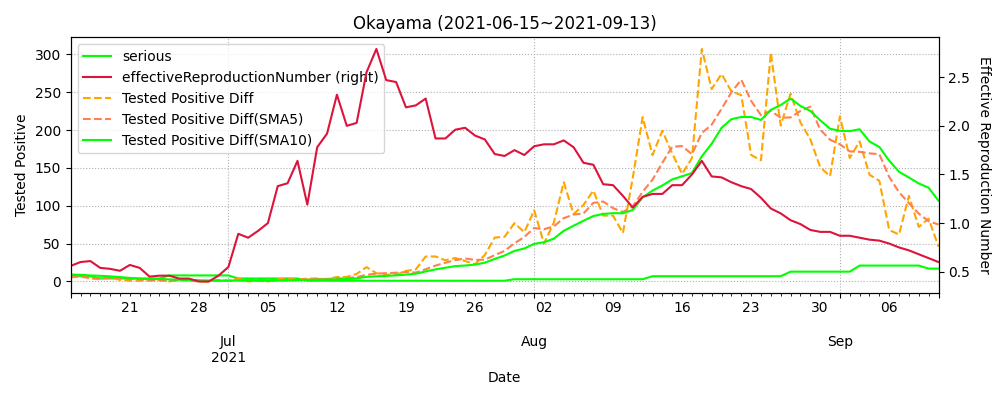 Okayama (2021-06-15~2021-09-13)
serious
effectiveReproductionNumber (right)
Tested Positive Diff
Tested Positive Diff(SMA5)
Tested Positive Diff(SMA10)
Tested Positive
300
250
200
150
100
50
0
2.5
2.0
1.5
1.0
0.5
Effective Reproduction Number
21 28 05 12 19 26 02 09 16 23 30 06
Jul Aug Sep
2021
Date